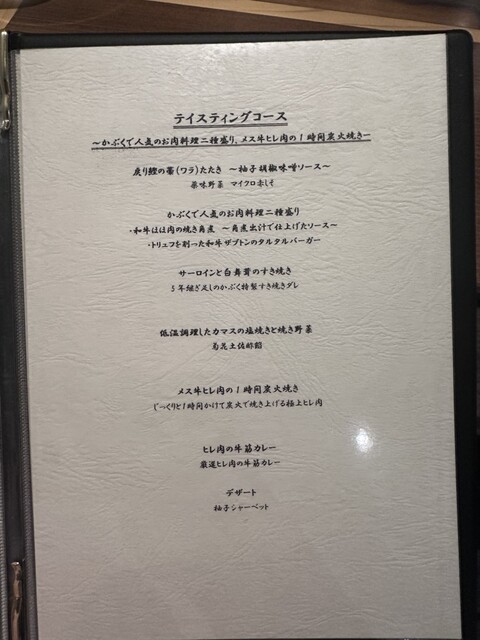 テイスティングコース
～かぶくで人気のお肉料理二種盛り、メス牛ヒレ肉の1時間炭火焼き～
戻り鰹の藁(ワラ)たたき ～柚子胡椒味噌ソース～
薬味野菜 マイクロ赤しそ
かぶくで人気のお肉料理二種盛り
・和牛ほほ肉の焼き角煮 ～角煮出汁で仕上げたソース～
・トリュフを削った和牛ザブトンのタルタルバーガー
サーロインと白舞茸のすき焼き
5年継ぎ足しのかぶく特製すき焼きダレ
低温調理したカマスの塩焼きと焼き野菜
菊花土佐酢餡
メス牛ヒレ肉の1時間炭火焼き
じっくりと1時間かけて炭火で焼き上げる極上ヒレ肉
ヒレ肉の牛筋カレー
厳選ヒレ肉の牛筋カレー
デザート
柚子シャーベット